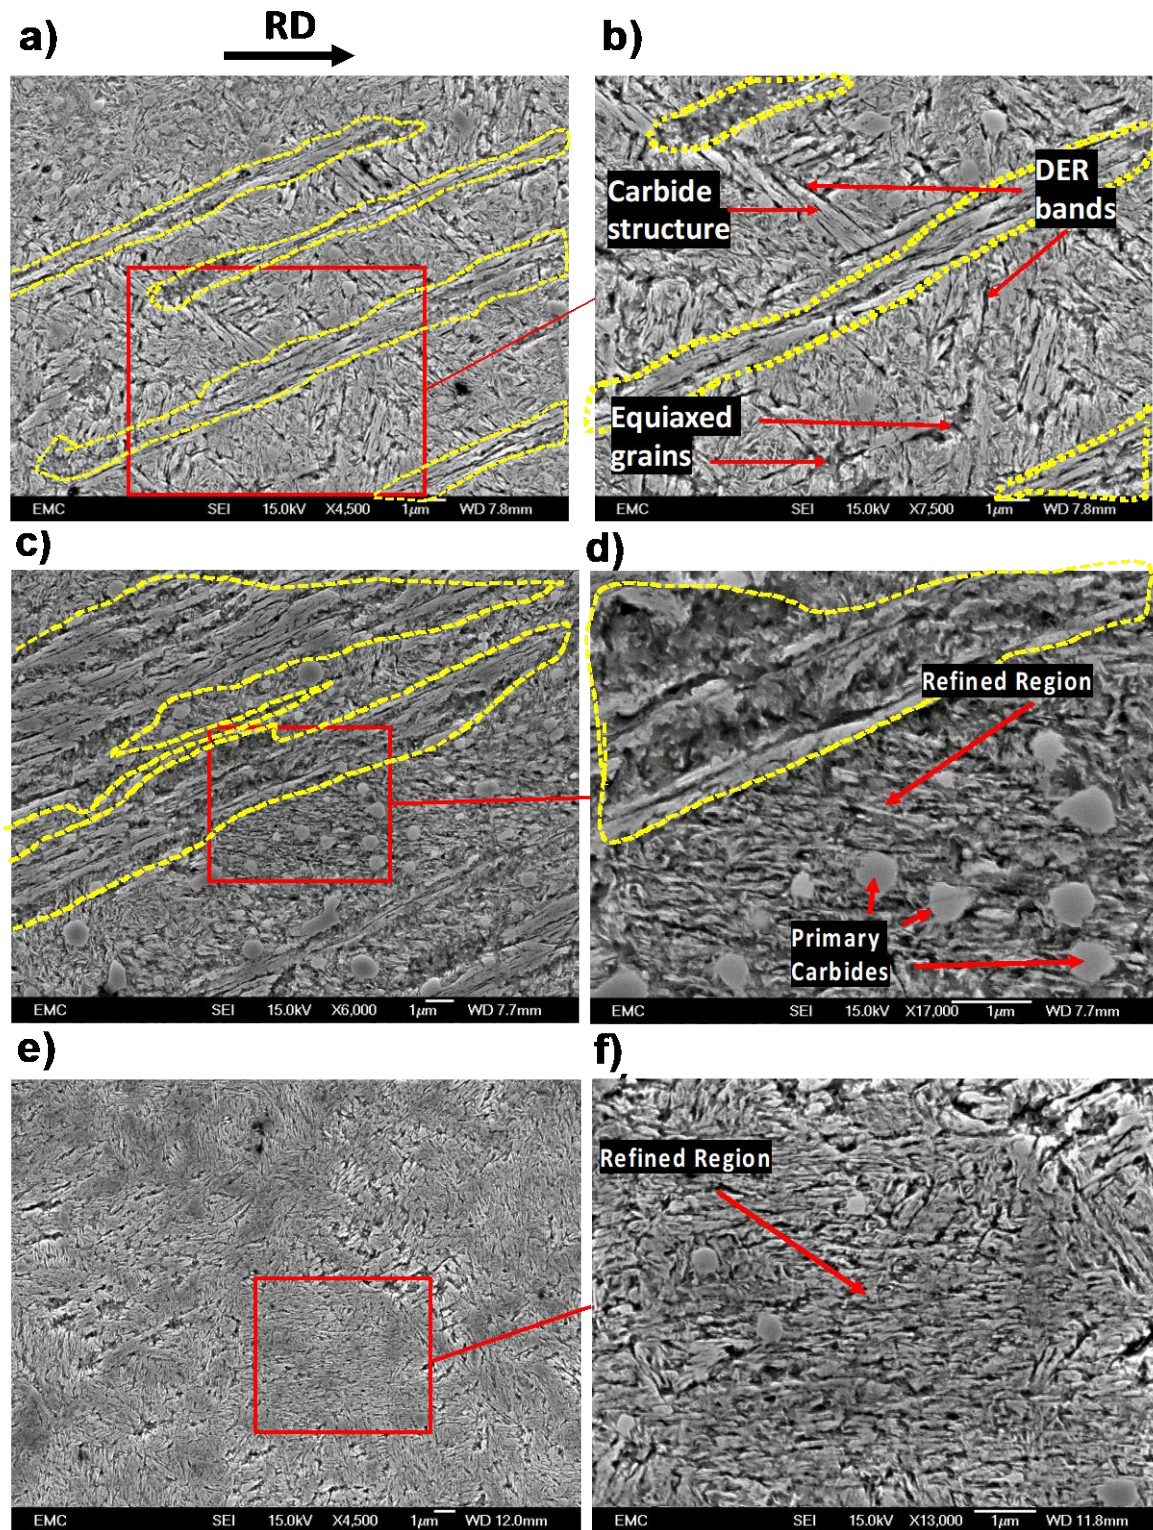 a)
RD
b)
Carbide
structure
DER
bands
Equiaxed
grains
EMC SEI 15.0kV X4,500 1µm WD 7.8mm
EMC SEI 15.0kV X7,500 1µm WD 7.8mm
c)
d)
Refined Region
Primary
Carbides
EMC SEI 15.0kV X6,000 1µm WD 7.7mm
EMC SEI 15.0kV X17,000 1µm WD 7.7mm
e)
f)
Refined Region
EMC SEI 15.0kV X4,500 1µm WD 12.0mm
EMC SEI 15.0kV X13,000 1µm WD 11.8mm